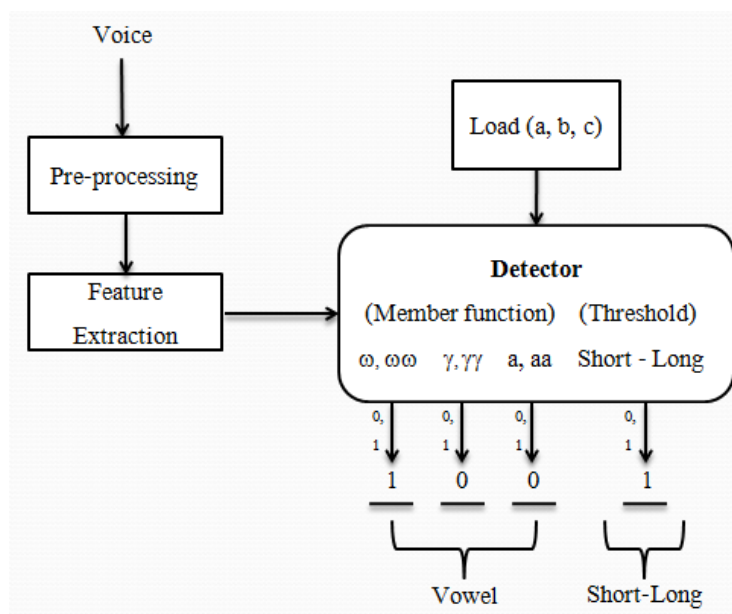 Voice
Load (a, b, c)
Pre-processing
Feature
Extraction
Detector
(Member function) (Threshold)
ω, ωω γ,γγ a, aa Short - Long
0, 0, 0, 0,
1 1 1 1
1 0 0 1
Vowel Short-Long